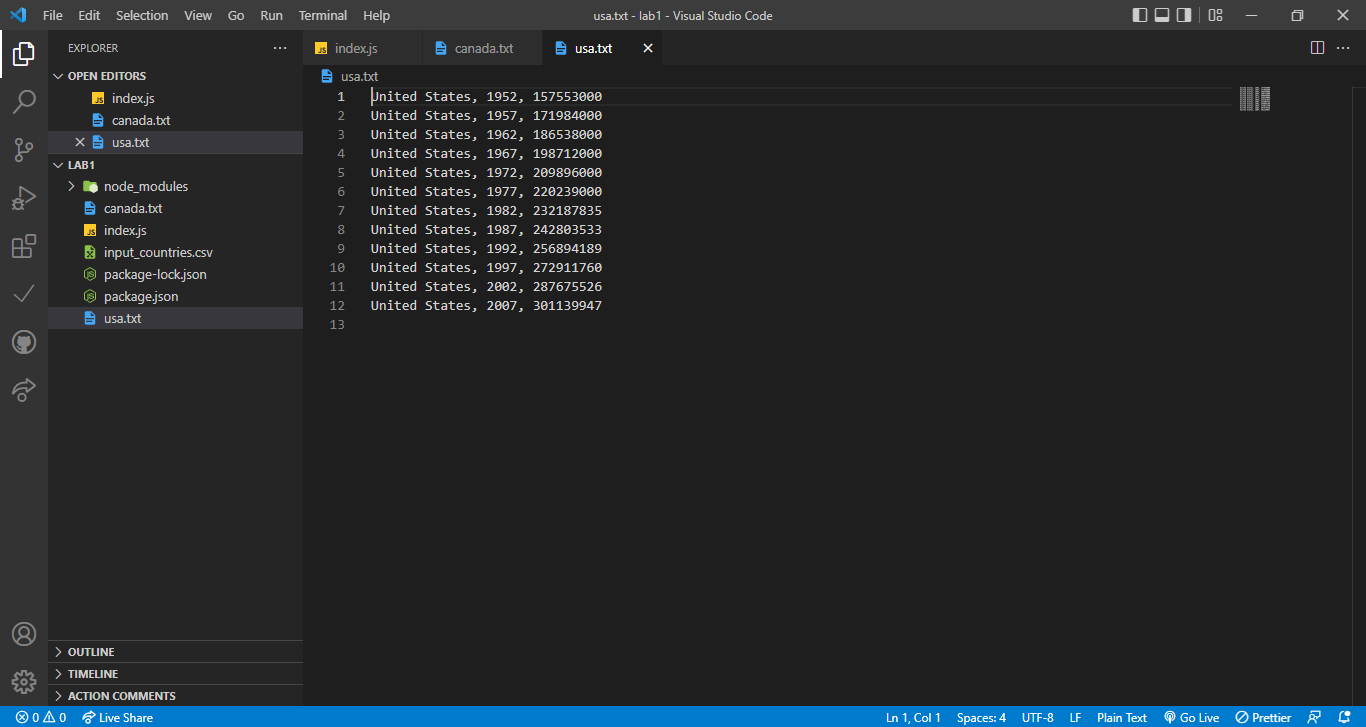 File Edit Selection View Go Run Terminal Help
usa.txt - lab1 - Visual Studio Code
EXPLORER
OPEN EDITORS
index.js
canada.txt
usa.txt
LAB1
node_modules
canada.txt
index.js
input_countries.csv
package-lock.json
package.json
usa.txt
OUTLINE
TIMELINE
ACTION COMMENTS
index.js canada.txt usa.txt
usa.txt
1 United States, 1952, 157553000
2 United States, 1957, 171984000
3 United States, 1962, 186538000
4 United States, 1967, 198712000
5 United States, 1972, 209896000
6 United States, 1977, 220239000
7 United States, 1982, 232187835
8 United States, 1987, 242803533
9 United States, 1992, 256894189
10 United States, 1997, 272911760
11 United States, 2002, 287675526
12 United States, 2007, 301139947
13
0 0 Live Share Ln 1, Col 1 Spaces: 4 UTF-8 LF Plain Text Go Live Prettier